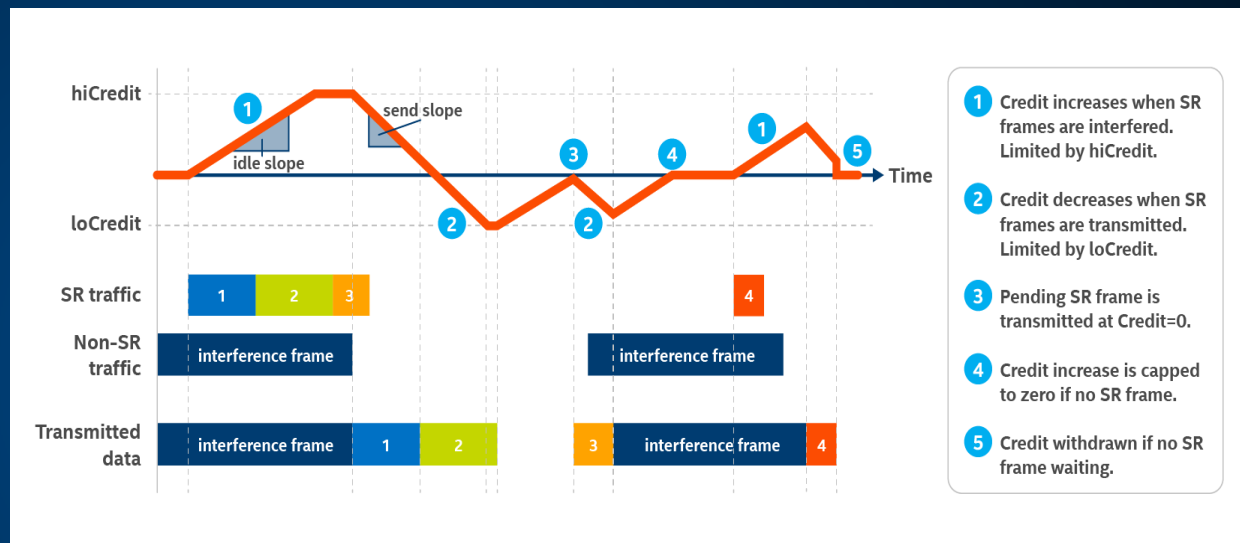 hiCredit
1
send slope
idle slope
3
4
1
5
Time
loCredit
2
2
SR traffic
1
2
3
4
Non-SR
traffic
interference frame
interference frame
Transmitted
data
interference frame
1
2
3
interference frame
4
1
Credit increases when SR
frames are interfered.
Limited by hiCredit.
2
Credit decreases when SR
frames are transmitted.
Limited by loCredit.
3
Pending SR frame is
transmitted at Credit=0.
4
Credit increase is capped
to zero if no SR frame.
5
Credit withdrawn if no SR
frame waiting.